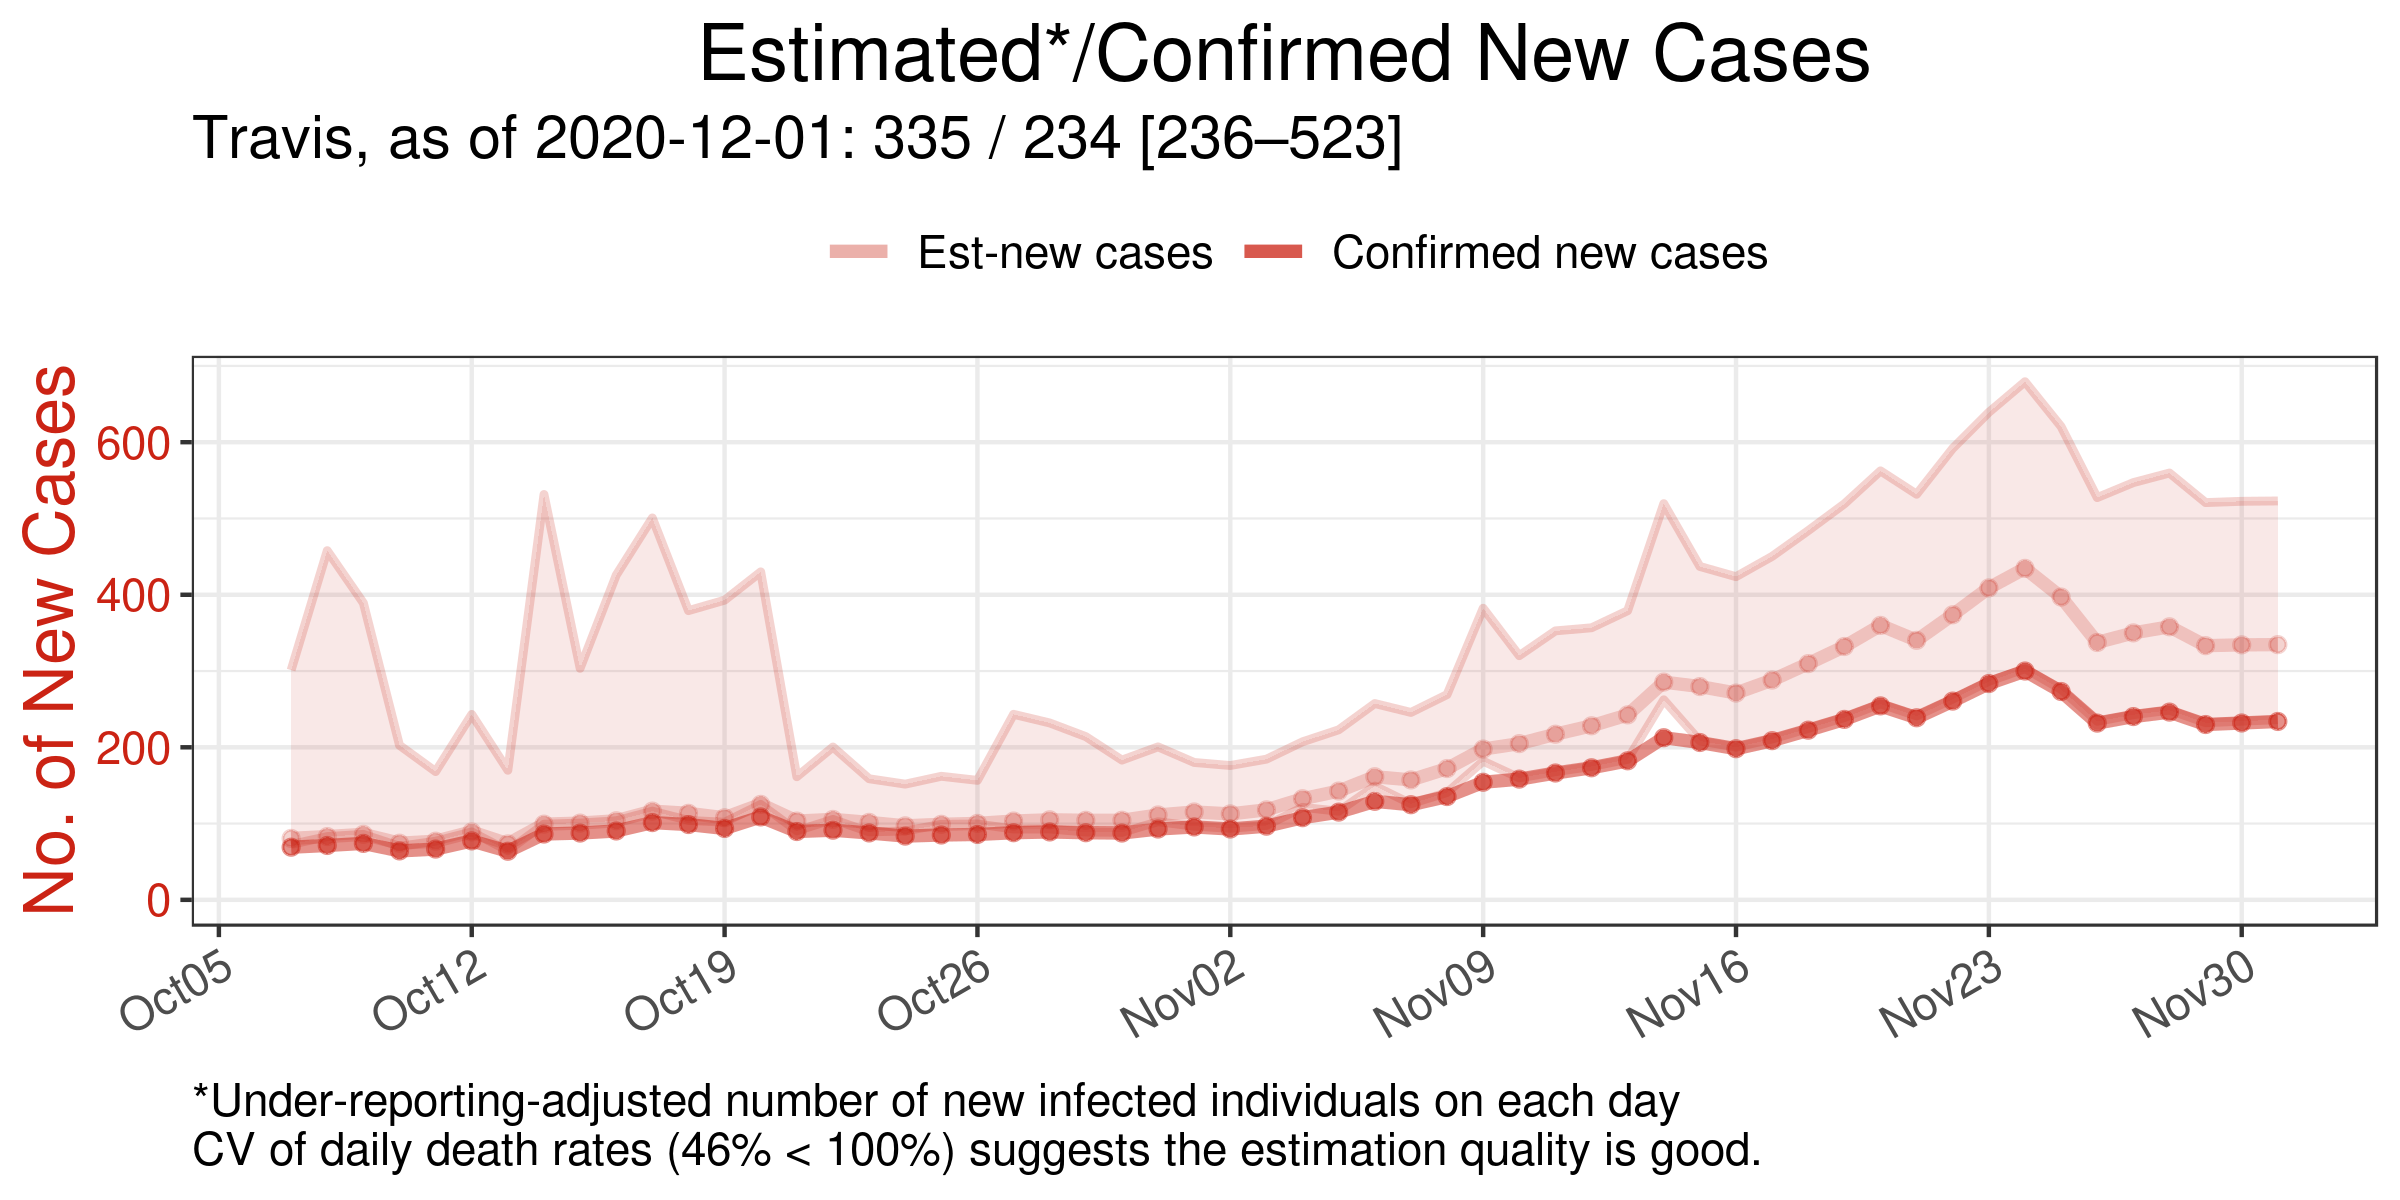 Estimated*/Confirmed New Cases
Travis, as of 2020-12-01: 335 / 234 [236–523]
Est-new cases
Confirmed new cases
No. of New Cases
600
400
200
0
Oct05
Oct12
Oct19
Oct26
Nov02
Nov09
Nov16
Nov23
Nov30
*Under-reporting-adjusted number of new infected individuals on each day
CV of daily death rates (46% < 100%) suggests the estimation quality is good.